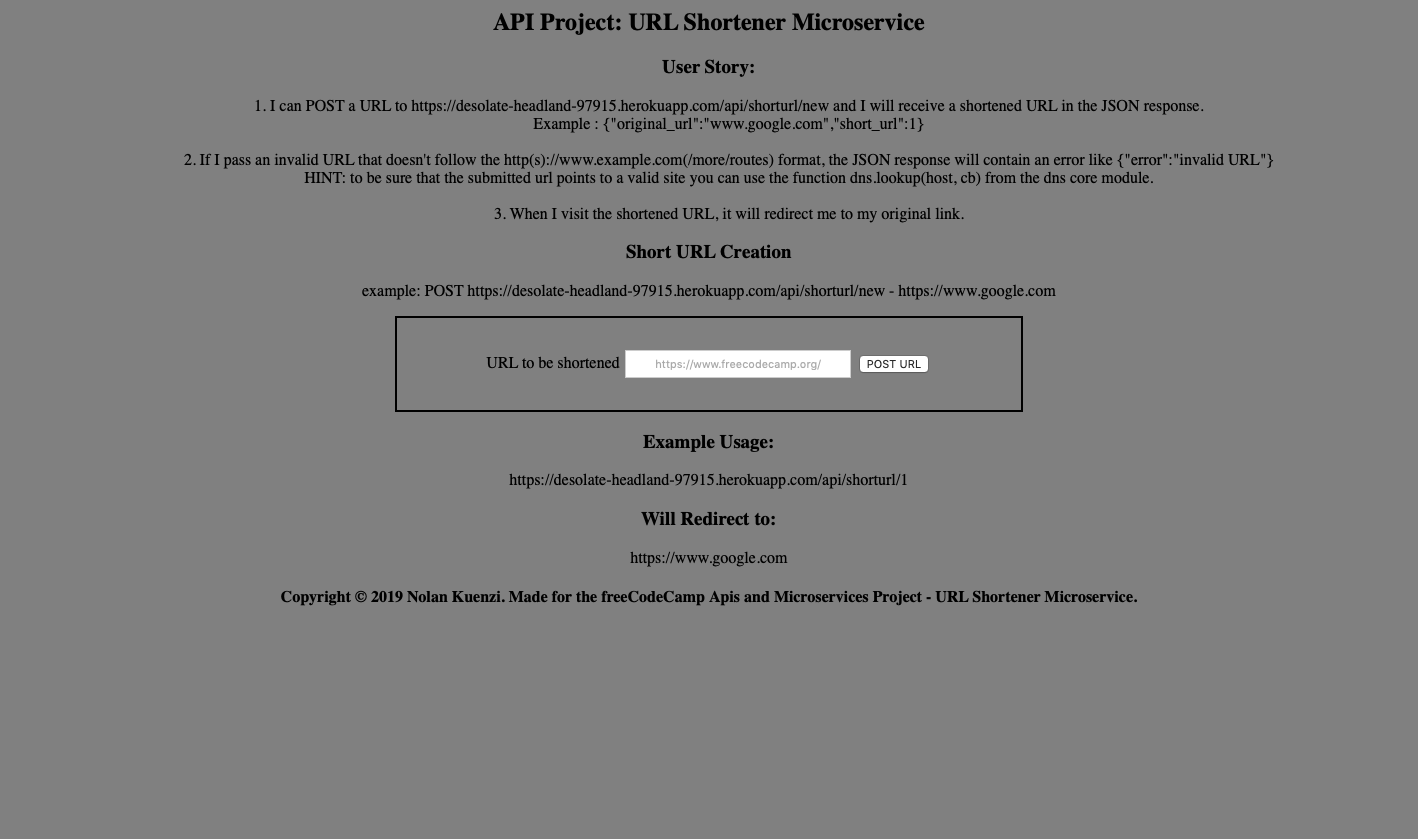 API Project: URL Shortener Microservice
User Story:
1. I can POST a URL to https://desolate-headland-97915.herokuapp.com/api/shorturl/new and I will receive a shortened URL in the JSON response.
Example : {"original_url":"www.google.com","short_url":1}
2. If I pass an invalid URL that doesn't follow the http(s)://www.example.com(/more/routes) format, the JSON response will contain an error like {"error":"invalid URL"}
HINT: to be sure that the submitted url points to a valid site you can use the function dns.lookup(host, cb) from the dns core module.
3. When I visit the shortened URL, it will redirect me to my original link.
Short URL Creation
example: POST https://desolate-headland-97915.herokuapp.com/api/shorturl/new - https://www.google.com
URL to be shortened https://www.freecodecamp.org/ POST URL
Example Usage:
https://desolate-headland-97915.herokuapp.com/api/shorturl/1
Will Redirect to:
https://www.google.com
Copyright © 2019 Nolan Kuenzi. Made for the freeCodeCamp Apis and Microservices Project - URL Shortener Microservice.